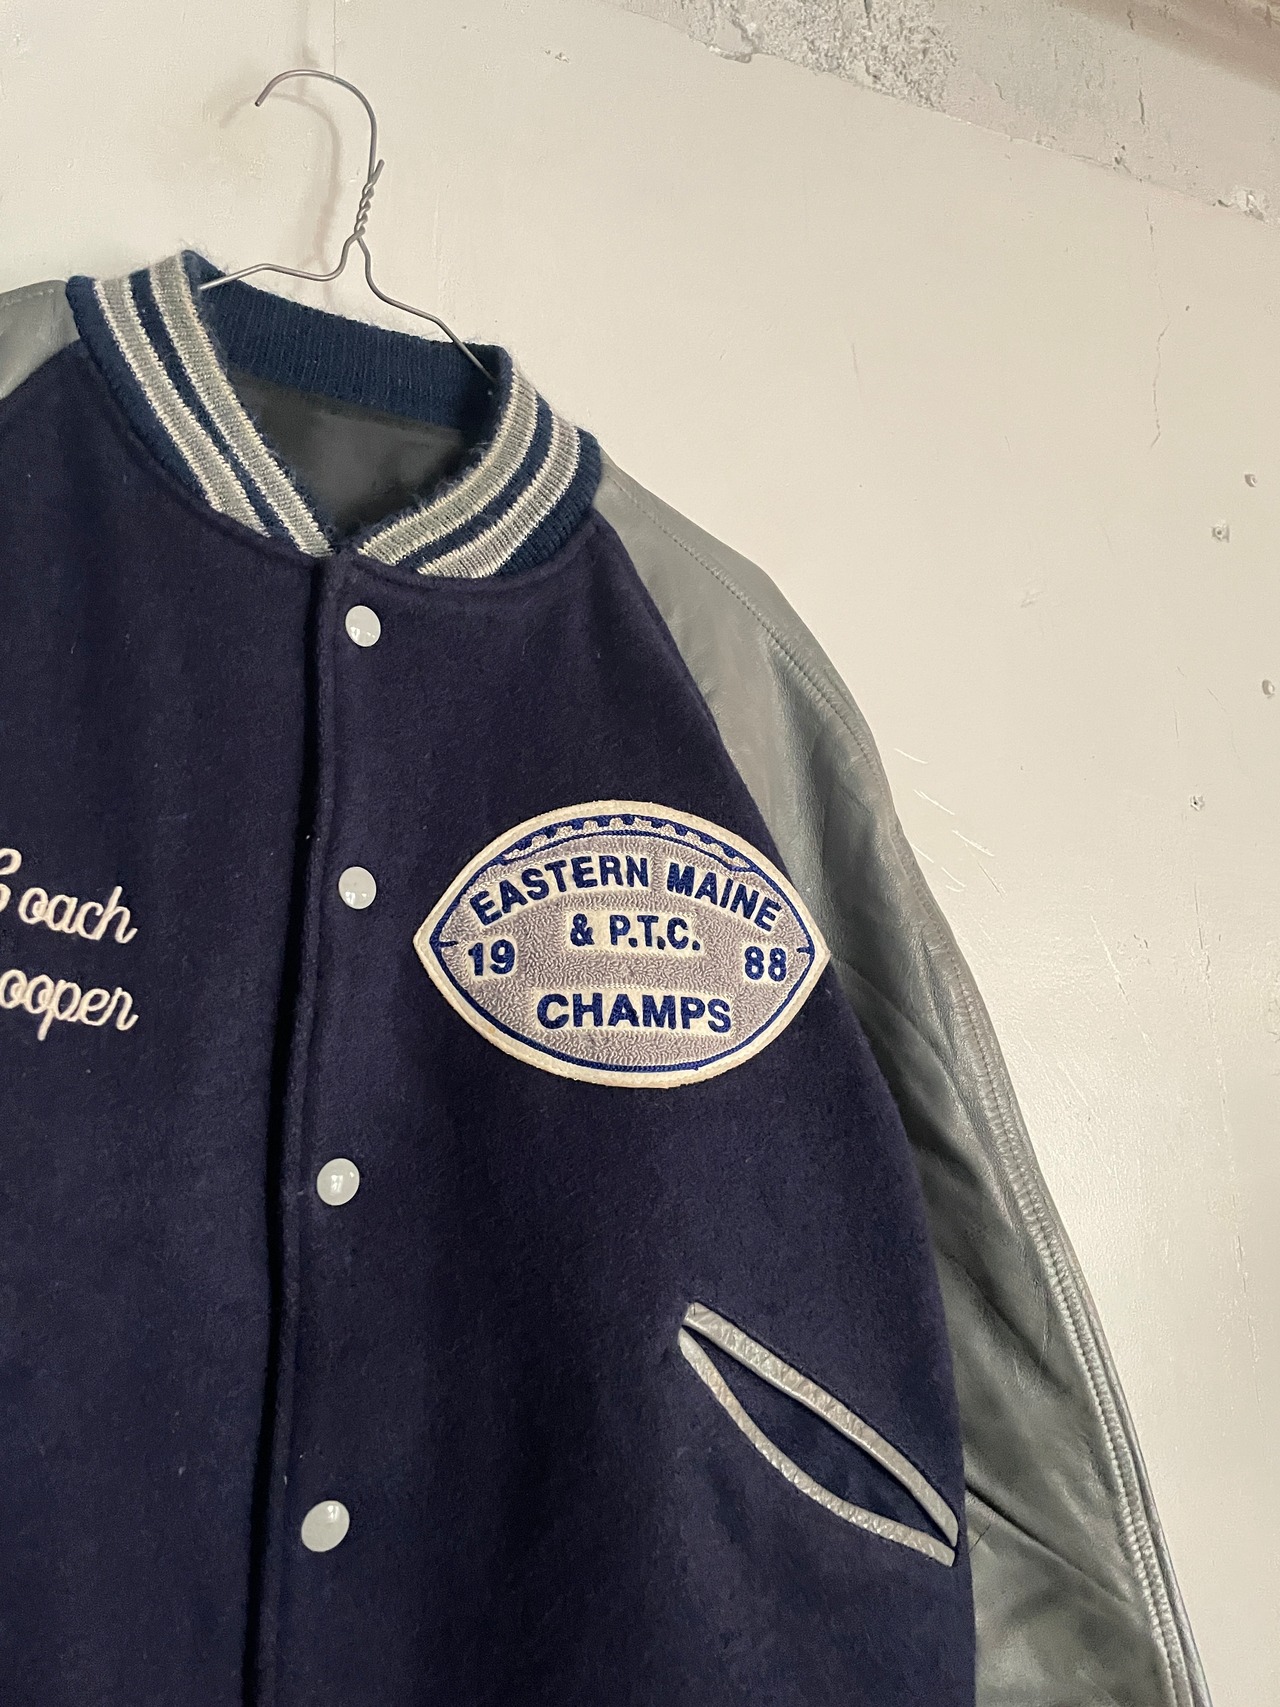 Coach
ooper
EASTERN MAINE
& P.T.C.
19 88
CHAMPS